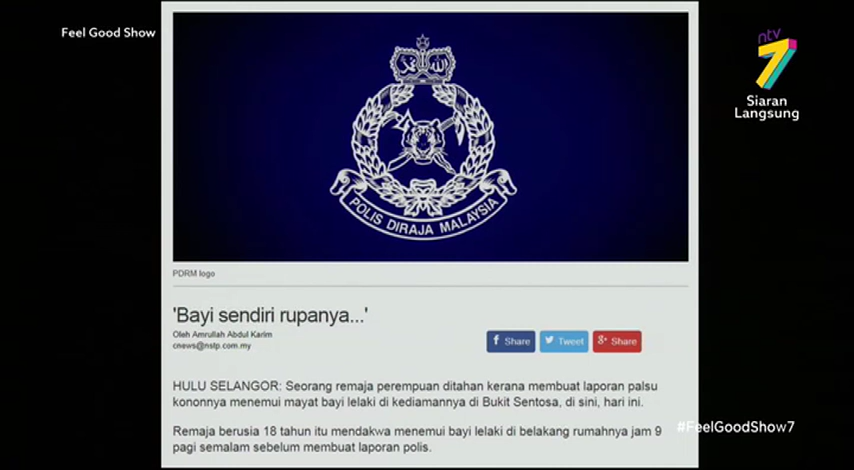 Feel Good Show
ntv
7
Siaran
Langsung
POLIS DIRAJA MALAYSIA
PDRM logo
'Bayi sendiri rupanya...'
Oleh Amrullah Abdul Karim
cnews@nstp.com.my
f Share
Tweet
g+ Share
HULU SELANGOR: Seorang remaja perempuan ditahan kerana membuat laporan palsu
kononnya menemui mayat bayi lelaki di kediamannya di Bukit Sentosa, di sini, hari ini.
#FeelGoodShow7
Remaja berusia 18 tahun itu mendakwa menemui bayi lelaki di belakang rumahnya jam 9
pagi semalam sebelum membuat laporan polis.